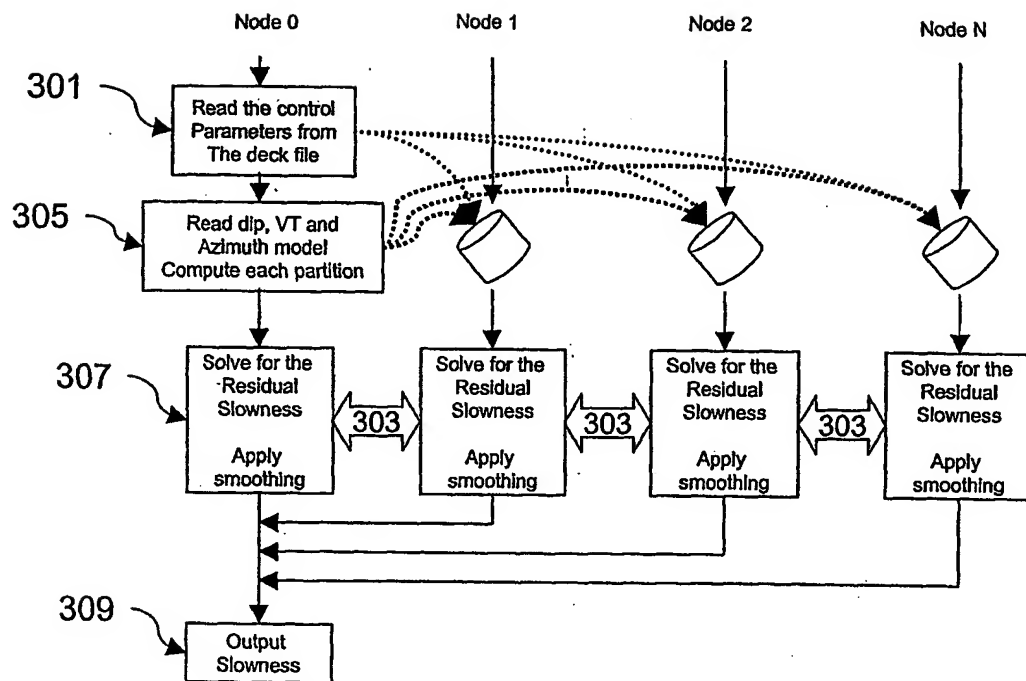 Node 0
Node 1
Node 2
Node N
301
Read the control
Parameters from
The deck file
305
Read dip, VT and
Azimuth model
Compute each partition
307
Solve for the
Residual
Slowness
Apply
smoothing
303
Solve for the
Residual
Slowness
Apply
smoothing
303
Solve for the
Residual
Slowness
Apply
smoothing
303
Solve for the
Residual
Slowness
Apply
smoothing
309
Output
Slowness